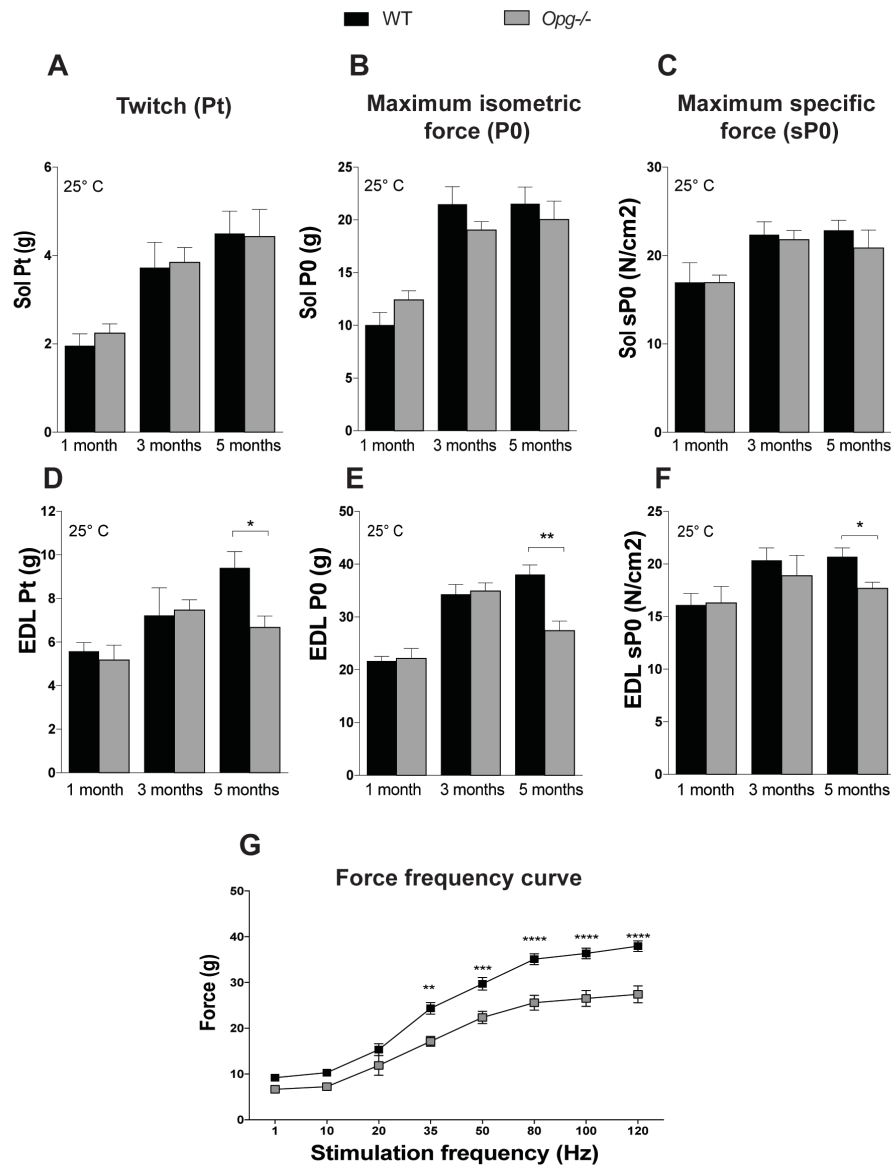 WT Opg-/-
A B C
Twitch (Pt)
Maximum isometric
force (P0)
Maximum specific
force (sP0)
Sol Pt (g)
6
4
2
0
25° C
1 month 3 months 5 months
Sol P0 (g)
25
20
15
10
5
0
25° C
1 month 3 months 5 months
Sol sP0 (N/cm2)
30
20
10
0
25° C
1 month 3 months 5 months
D E F
EDL Pt (g)
12
10
8
6
4
2
0
25° C
*
1 month 3 months 5 months
EDL P0 (g)
50
40
30
20
10
0
25° C
**
1 month 3 months 5 months
EDL sP0 (N/cm2)
25
20
15
10
5
0
25° C
*
1 month 3 months 5 months
G
Force frequency curve
Force (g)
50
40
30
20
10
0
** *** **** **** ****
1 10 20 35 50 80 100 120
Stimulation frequency (Hz)